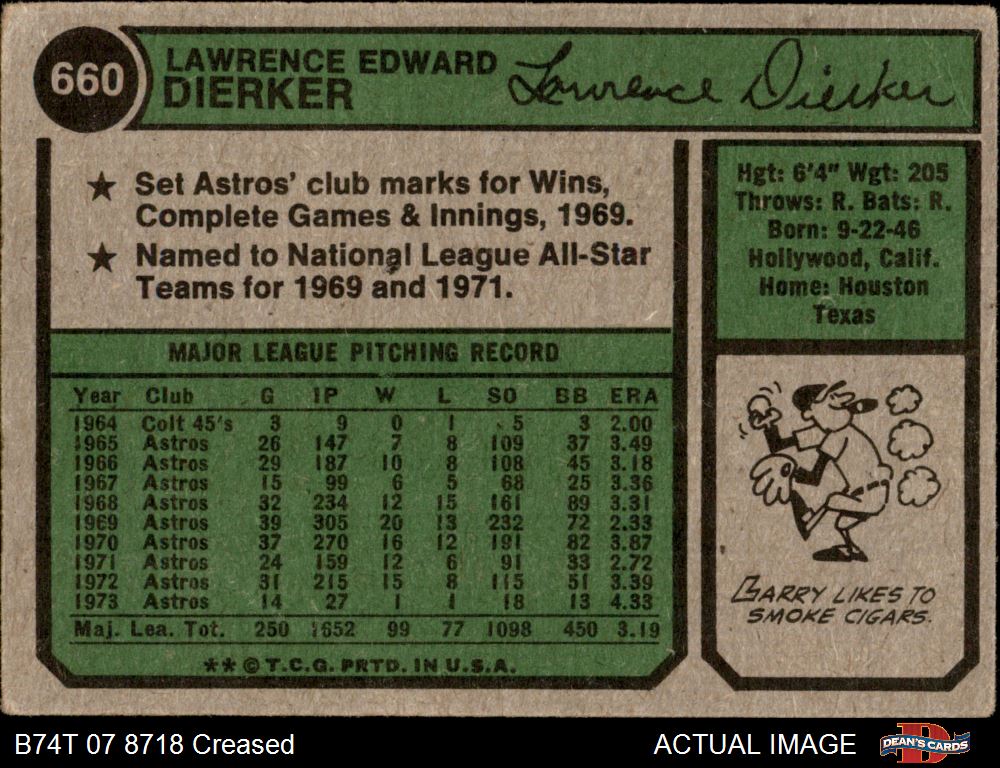 660
LAWRENCE EDWARD
DIERKER
Lawrence Dierker
★ Set Astros' club marks for Wins,
Complete Games & Innings, 1969.
★ Named to National League All-Star
Teams for 1969 and 1971.
Hgt: 6'4" Wgt: 205
Throws: R. Bats: R.
Born: 9-22-46
Hollywood, Calif.
Home: Houston
Texas
MAJOR LEAGUE PITCHING RECORD
Year Club G IP W L SO BB ERA
1964 Colt 45's 3 9 0 1 5 3 2.00
1965 Astros 26 147 7 8 109 37 3.49
1966 Astros 29 187 10 8 108 45 3.18
1967 Astros 15 99 6 5 68 25 3.36
1968 Astros 32 234 12 15 161 89 3.31
1969 Astros 39 305 20 13 232 72 2.33
1970 Astros 37 270 16 12 191 82 3.87
1971 Astros 24 159 12 6 91 33 2.72
1972 Astros 31 215 15 8 115 51 3.39
1973 Astros 14 27 1 1 18 13 4.33
Maj. Lea. Tot. 250 1652 99 77 1098 450 3.19
** © T.C.G. PRTD. IN U.S.A.
LARRY LIKES TO
SMOKE CIGARS.
B74T 07 8718 Creased
ACTUAL IMAGE
DEAN'S CARDS